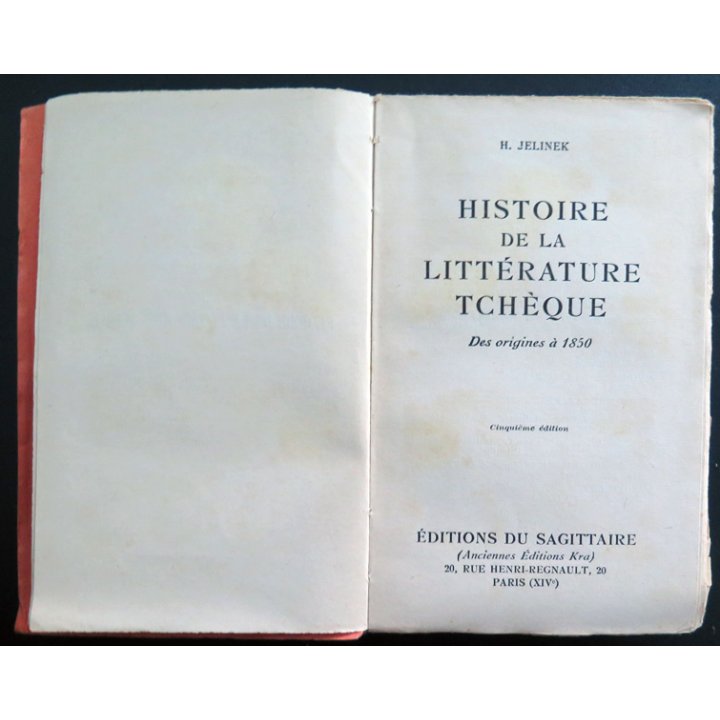 H. JELINEK
HISTOIRE
DE LA
LITTÉRATURE
TCHÈQUE
Des origines à 1850
Cinquième édition
ÉDITIONS DU SAGITTAIRE
(Anciennes Éditions Kra)
20, RUE HENRI-REGNAULT, 20
PARIS (XIVᵉ)